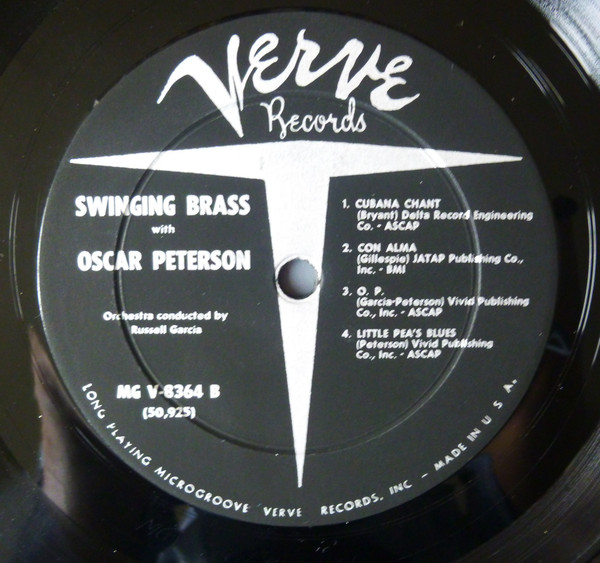 Verve
Records
SWINGING BRASS
with
OSCAR PETERSON
Orchestra conducted by
Russell Garcia
MG V-8364 B
(50,925)
1. CUBANA CHANT
(Bryant) Delta Record Engineering
Co. - ASCAP
2. CON ALMA
(Gillespie) JATAP Publishing Co.,
Inc. - BMI
3. O. P.
(Garcia-Peterson) Vivid Publishing
Co., Inc. - ASCAP
4. LITTLE PEA'S BLUES
(Peterson) Vivid Publishing
Co., Inc. - ASCAP
LONG PLAYING MICROGROOVE VERVE RECORDS, INC - MADE IN U S A.